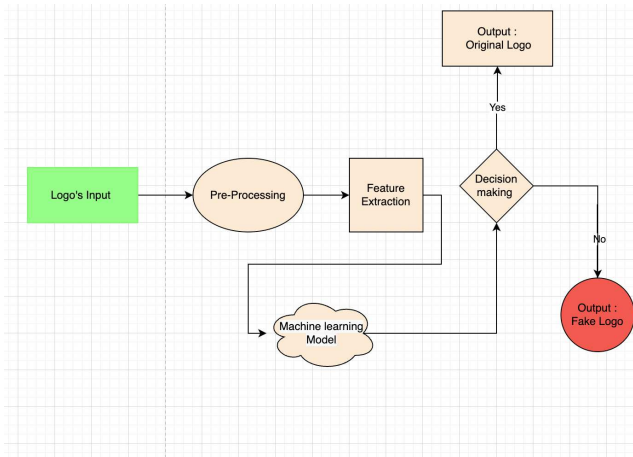 Output :
Original Logo
Yes
Logo's Input
Pre-Processing
Feature
Extraction
Decision
making
No
Machine learning
Model
Output :
Fake Logo